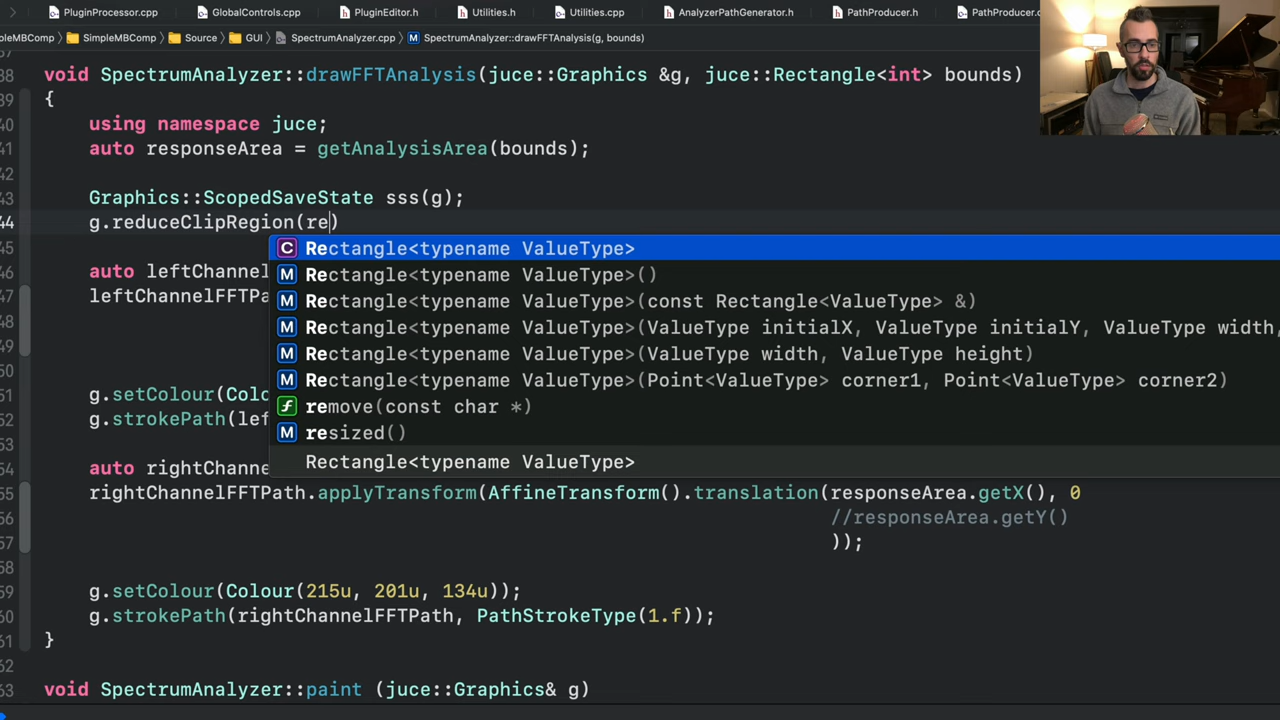 PluginProcessor.cpp GlobalControls.cpp PluginEditor.h Utilities.h Utilities.cpp AnalyzerPathGenerator.h PathProducer.h PathProducer.c
SimpleMBComp Source GUI SpectrumAnalyzer.cpp SpectrumAnalyzer::drawFFTAnalysis(g, bounds)
38 void SpectrumAnalyzer::drawFFTAnalysis(juce::Graphics &g, juce::Rectangle<int> bounds)
39 {
40 using namespace juce;
41 auto responseArea = getAnalysisArea(bounds);
42
43 Graphics::ScopedSaveState sss(g);
44 g.reduceClipRegion(re)
45 C Rectangle<typename ValueType>
46 auto leftChannel M Rectangle<typename ValueType>()
47 leftChannelFFTPa M Rectangle<typename ValueType>(const Rectangle<ValueType> &)
48 M Rectangle<typename ValueType>(ValueType initialX, ValueType initialY, ValueType width,
49 M Rectangle<typename ValueType>(ValueType width, ValueType height)
50 M Rectangle<typename ValueType>(Point<ValueType> corner1, Point<ValueType> corner2)
51 g.setColour(Colo f remove(const char *)
52 g.strokePath(lef M resized()
53 Rectangle<typename ValueType>
54 auto rightChanne
55 rightChannelFFTPath.applyTransform(AffineTransform().translation(responseArea.getX(), 0
56 //responseArea.getY()
57 ));
58
59 g.setColour(Colour(215u, 201u, 134u));
60 g.strokePath(rightChannelFFTPath, PathStrokeType(1.f));
61 }
62
63 void SpectrumAnalyzer::paint (juce::Graphics& g)